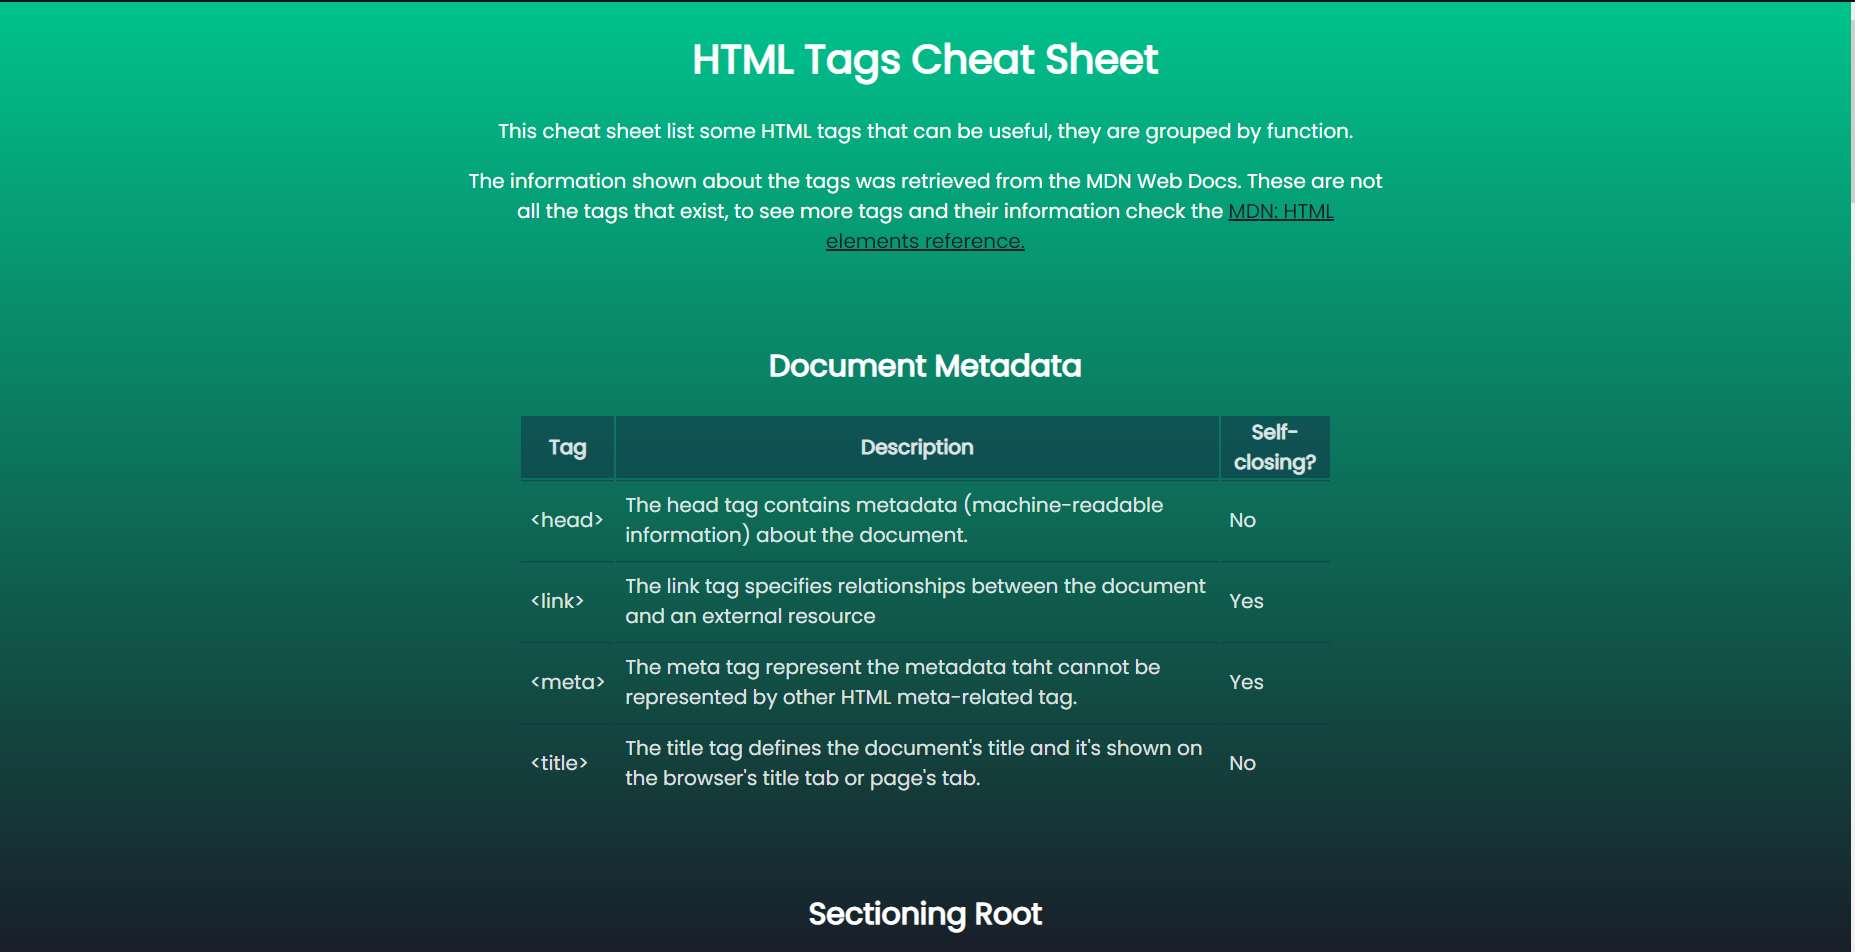 HTML Tags Cheat Sheet
This cheat sheet list some HTML tags that can be useful, they are grouped by function.
The information shown about the tags was retrieved from the MDN Web Docs. These are not
all the tags that exist, to see more tags and their information check the MDN: HTML
elements reference.
Document Metadata
Tag Description Self-
closing?
<head> The head tag contains metadata (machine-readable
information) about the document. No
<link> The link tag specifies relationships between the document
and an external resource Yes
<meta> The meta tag represent the metadata taht cannot be
represented by other HTML meta-related tag. Yes
<title> The title tag defines the document's title and it's shown on
the browser's title tab or page's tab. No
Sectioning Root